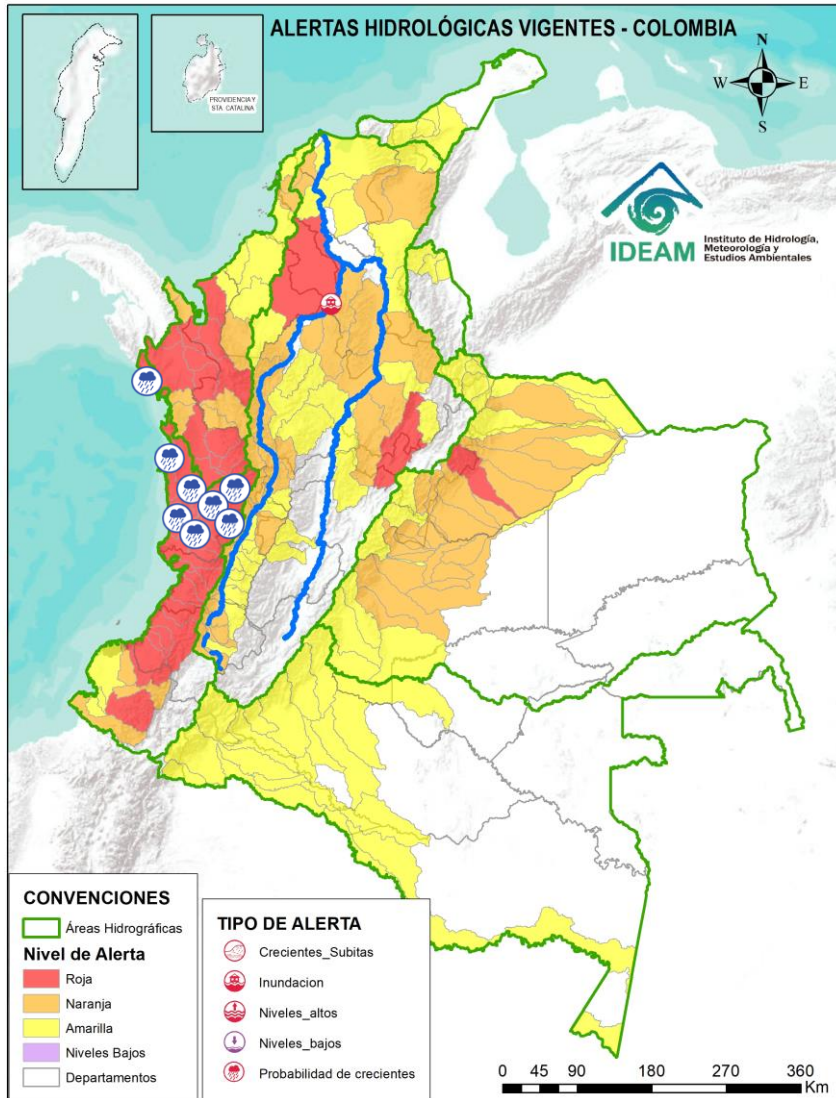 ALERTAS HIDROLÓGICAS VIGENTES - COLOMBIA
PROVIDENCIA Y
STA. CATALINA
N
W
E
S
IDEAM
Instituto de Hidrología,
Meteorología y
Estudios Ambientales
CONVENCIONES
Áreas Hidrográficas
Nivel de Alerta
Roja
Naranja
Amarilla
Niveles Bajos
Departamentos
TIPO DE ALERTA
Crecientes_Subitas
Inundacion
Niveles_altos
Niveles_bajos
Probabilidad de crecientes
0 45 90 180 270 360
Km